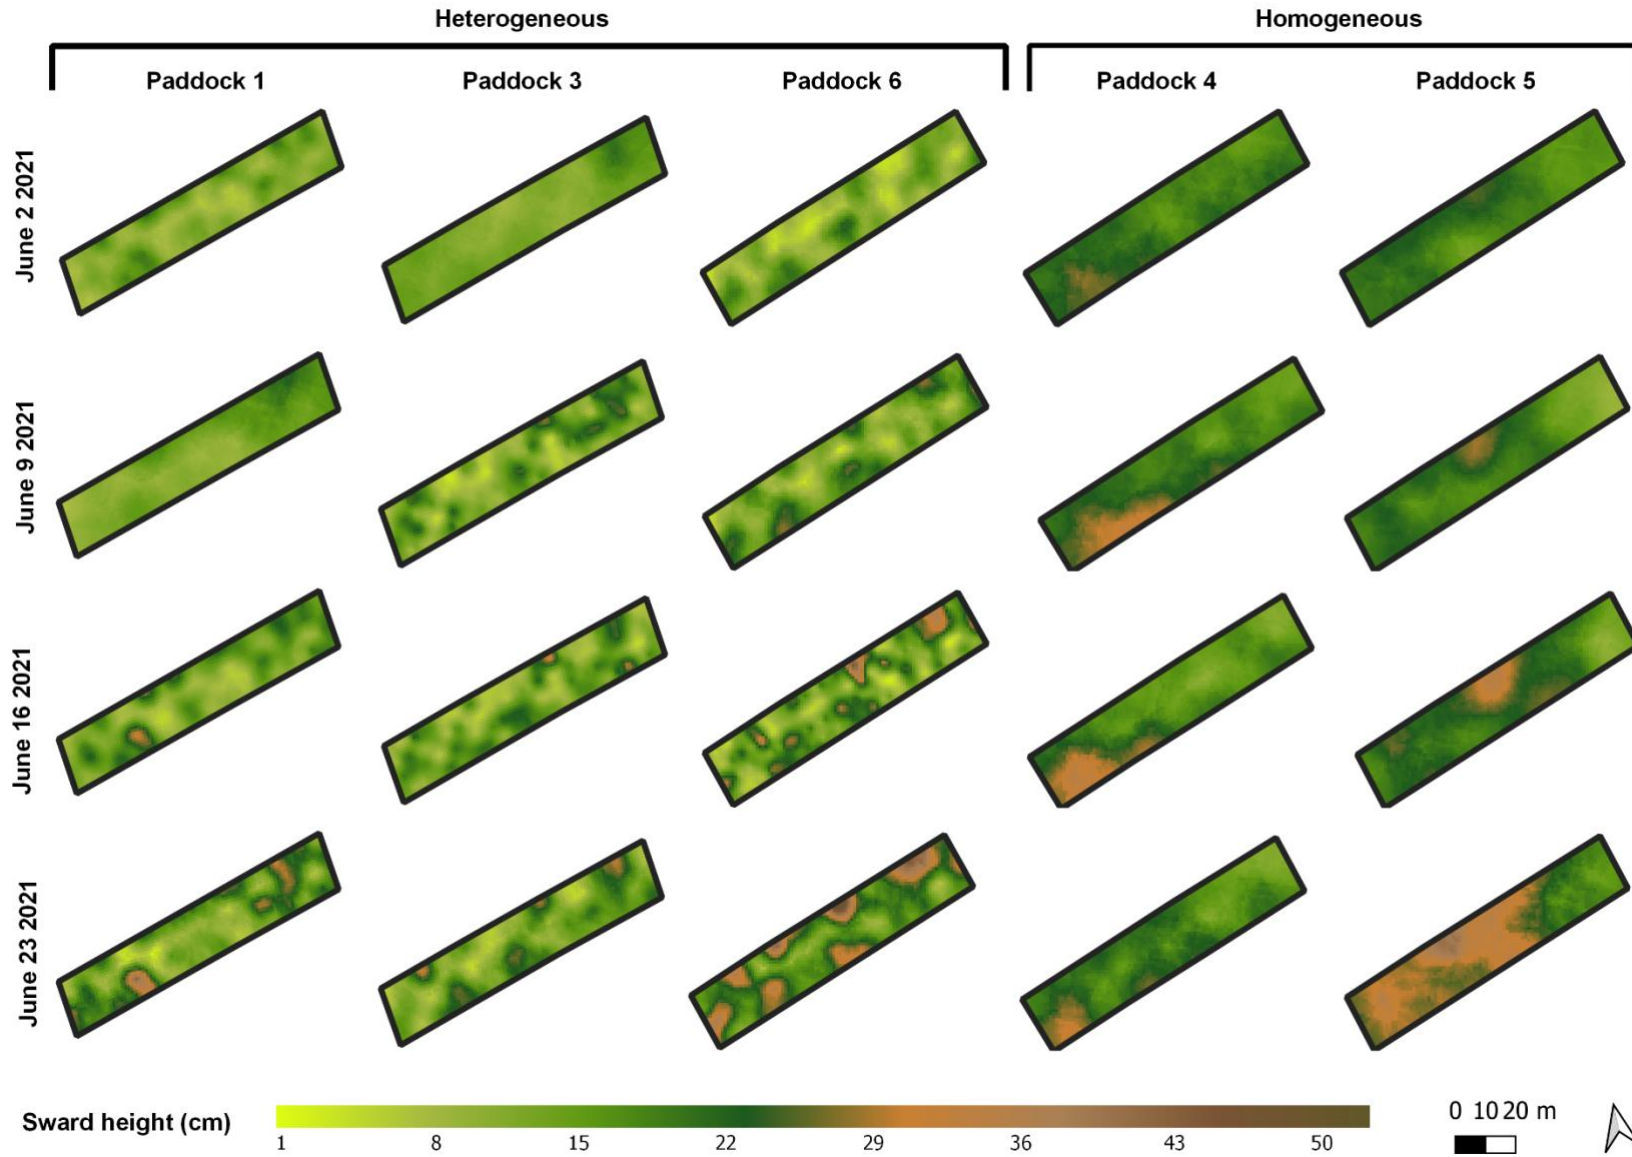 Heterogeneous Homogeneous
Paddock 1 Paddock 3 Paddock 6 Paddock 4 Paddock 5
June 2 2021
June 9 2021
June 16 2021
June 23 2021
Sward height (cm)
1 8 15 22 29 36 43 50
0 10 20 m